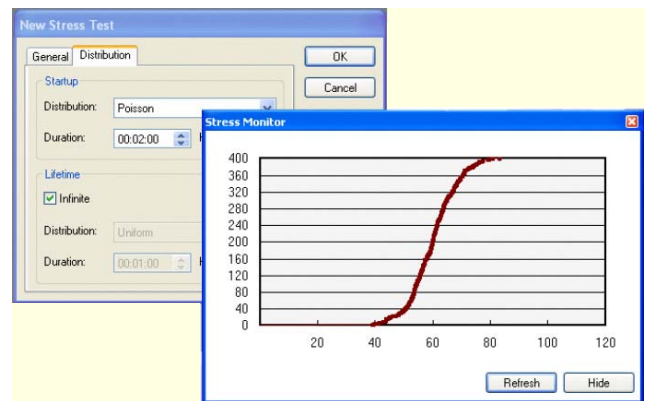 New Stress Test
General
Distribution
OK
Cancel
Startup
Distribution:
Poisson
Duration:
00:02:00
H
Lifetime
Infinite
Distribution:
Uniform
Duration:
00:01:00
H
Stress Monitor
400
360
320
280
240
200
160
120
80
40
0
20
40
60
80
100
120
Refresh
Hide